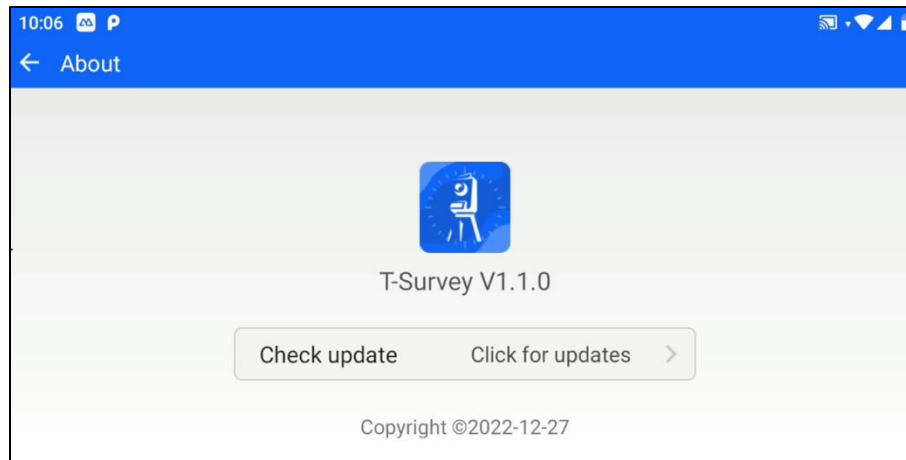 10:06
About
T-Survey V1.1.0
Check update Click for updates
Copyright ©2022-12-27